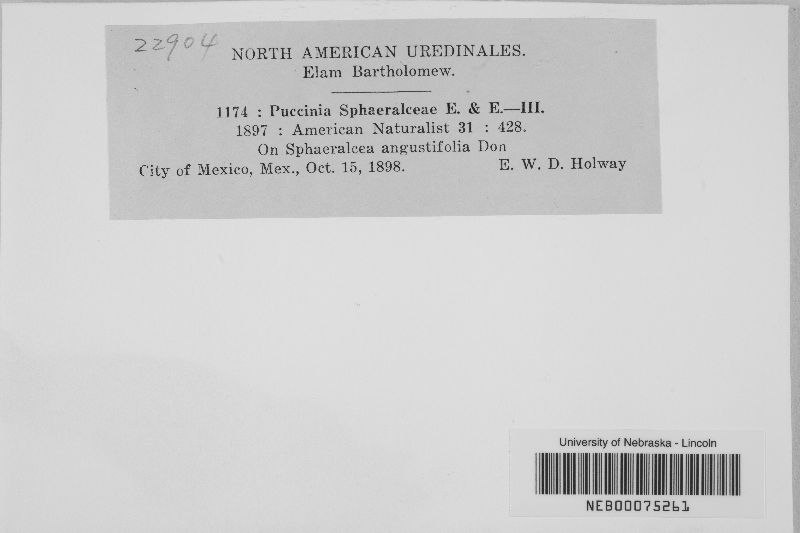 22904
NORTH AMERICAN UREDINALES.
Elam Bartholomew.
1174 : Puccinia Sphaeralceae E. & E.—III.
1897 : American Naturalist 31 : 428.
On Sphaeralcea angustifolia Don
City of Mexico, Mex., Oct. 15, 1898. E. W. D. Holway
University of Nebraska - Lincoln
NEB00075261